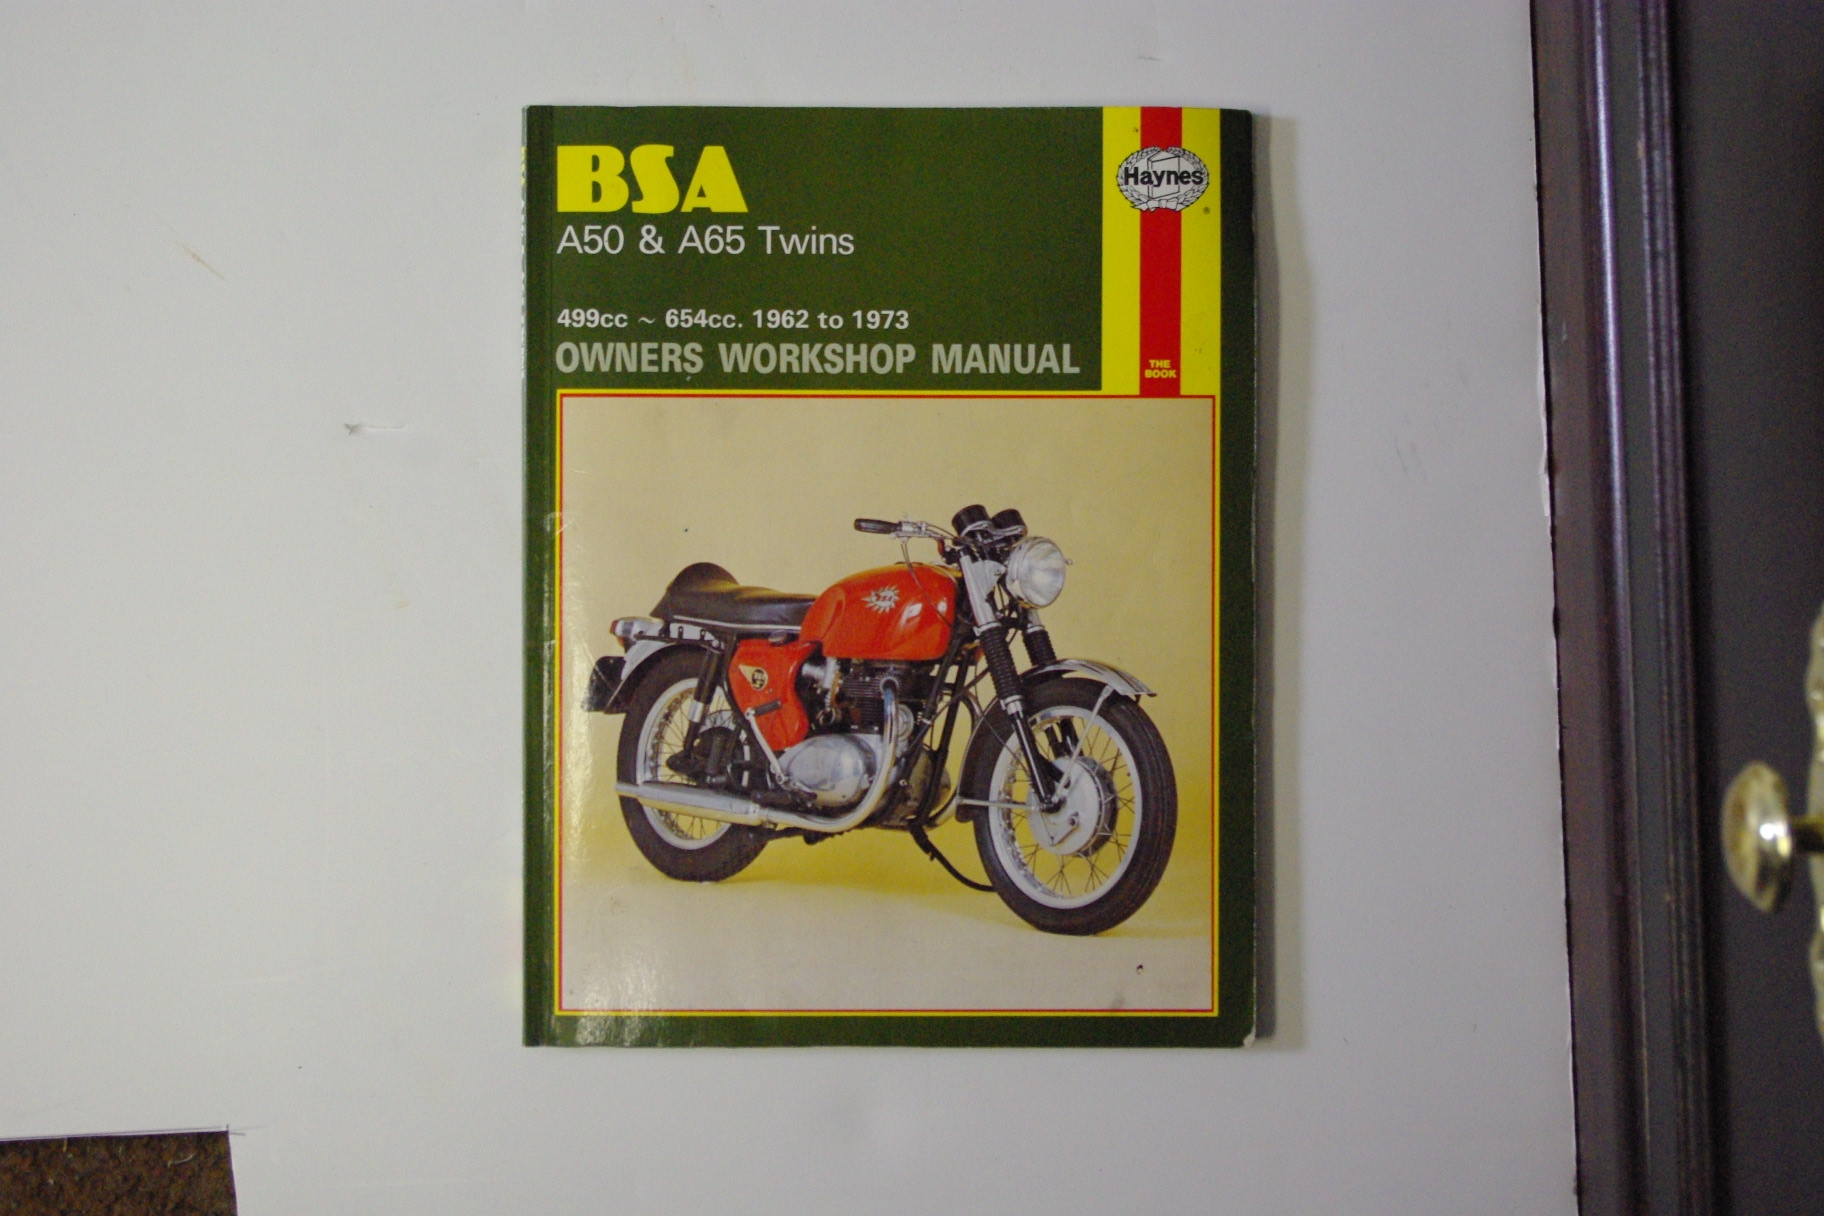 BSA
A50 & A65 Twins
499cc ~ 654cc. 1962 to 1973
OWNERS WORKSHOP MANUAL
Haynes
®
THE
BOOK